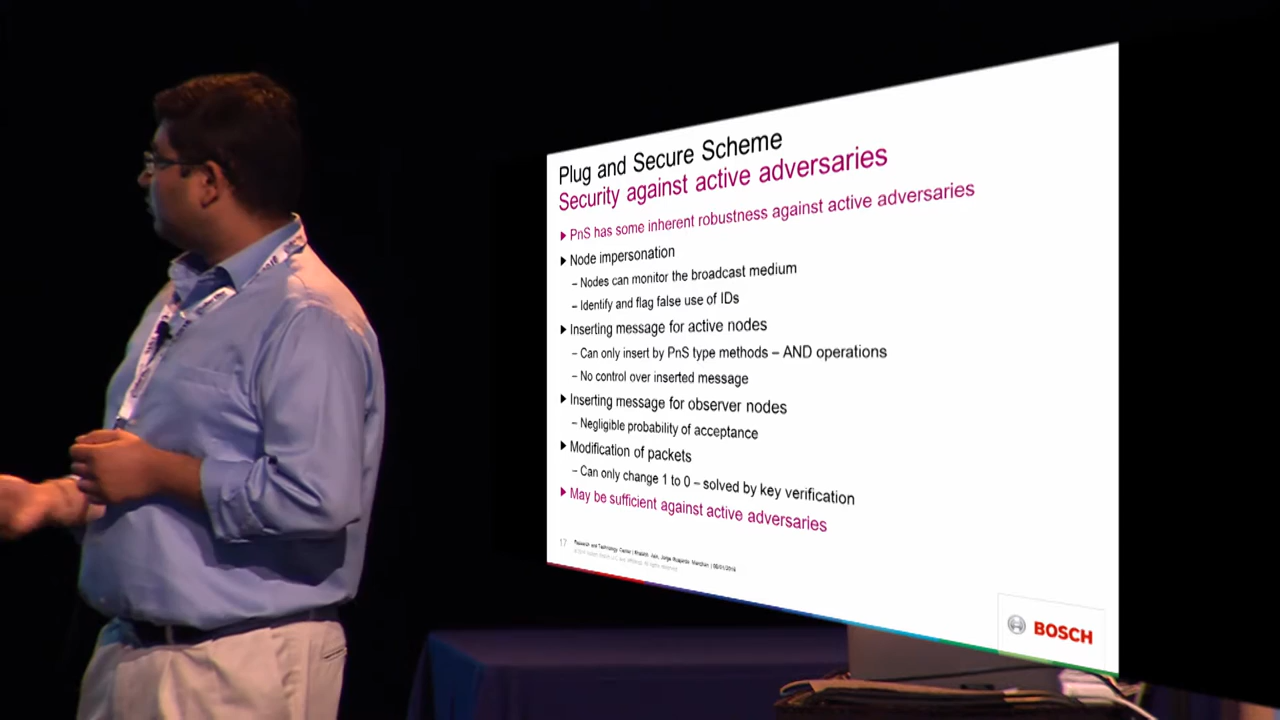 Plug and Secure Scheme
Security against active adversaries
PnS has some inherent robustness against active adversaries
Node impersonation
– Nodes can monitor the broadcast medium
– Identify and flag false use of IDs
Inserting message for active nodes
– Can only insert by PnS type methods – AND operations
– No control over inserted message
Inserting message for observer nodes
– Negligible probability of acceptance
Modification of packets
– Can only change 1 to 0 – solved by key verification
May be sufficient against active adversaries
17
Research and Technology Center |
BOSCH